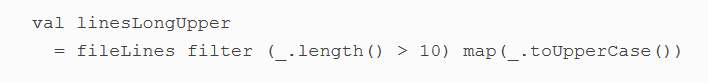 val linesLongUpper
= fileLines filter (_.length() > 10) map(_.toUpperCase())